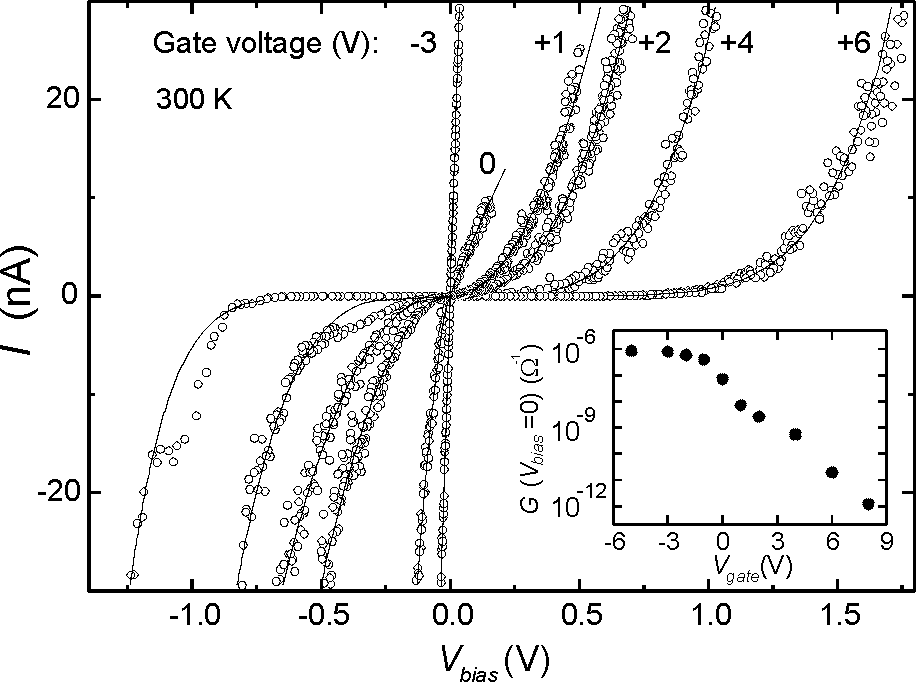 Gate voltage (V): -3 +1 +2 +4 +6
300 K
0
20
0
-20
I (nA)
-1.0 -0.5 0.0 0.5 1.0 1.5
V_bias (V)
G (V_bias=0) (Ω⁻¹)
10⁻⁶
10⁻⁹
10⁻¹²
-6 -3 0 3 6 9
V_gate(V)